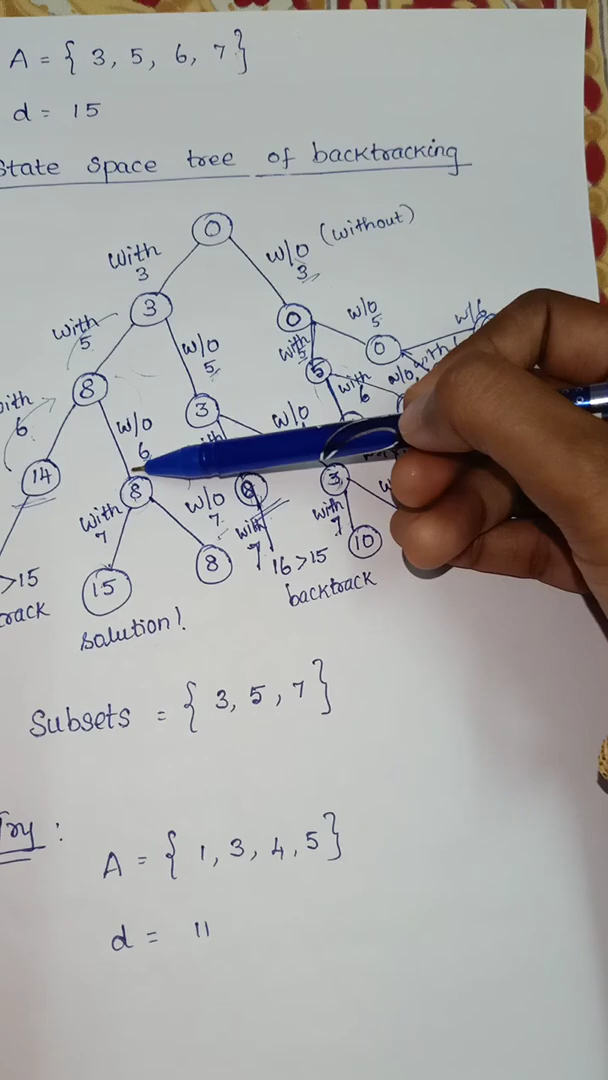 A = { 3, 5, 6, 7 }
d = 15
State space tree of backtracking
0
with 3
w/o 3
(without)
3
0
with 5
w/o 5
with 5
w/o 5
w/6
8
3
5
0
with 6
w/o 6
w/o
with 6
w/o
14
8
3
with 7
w/o 7
with 7
with 7
>15
15
8
16 > 15
10
track
backtrack
salution!
Subsets = { 3, 5, 7 }
Try :
A = { 1, 3, 4, 5 }
d = 11